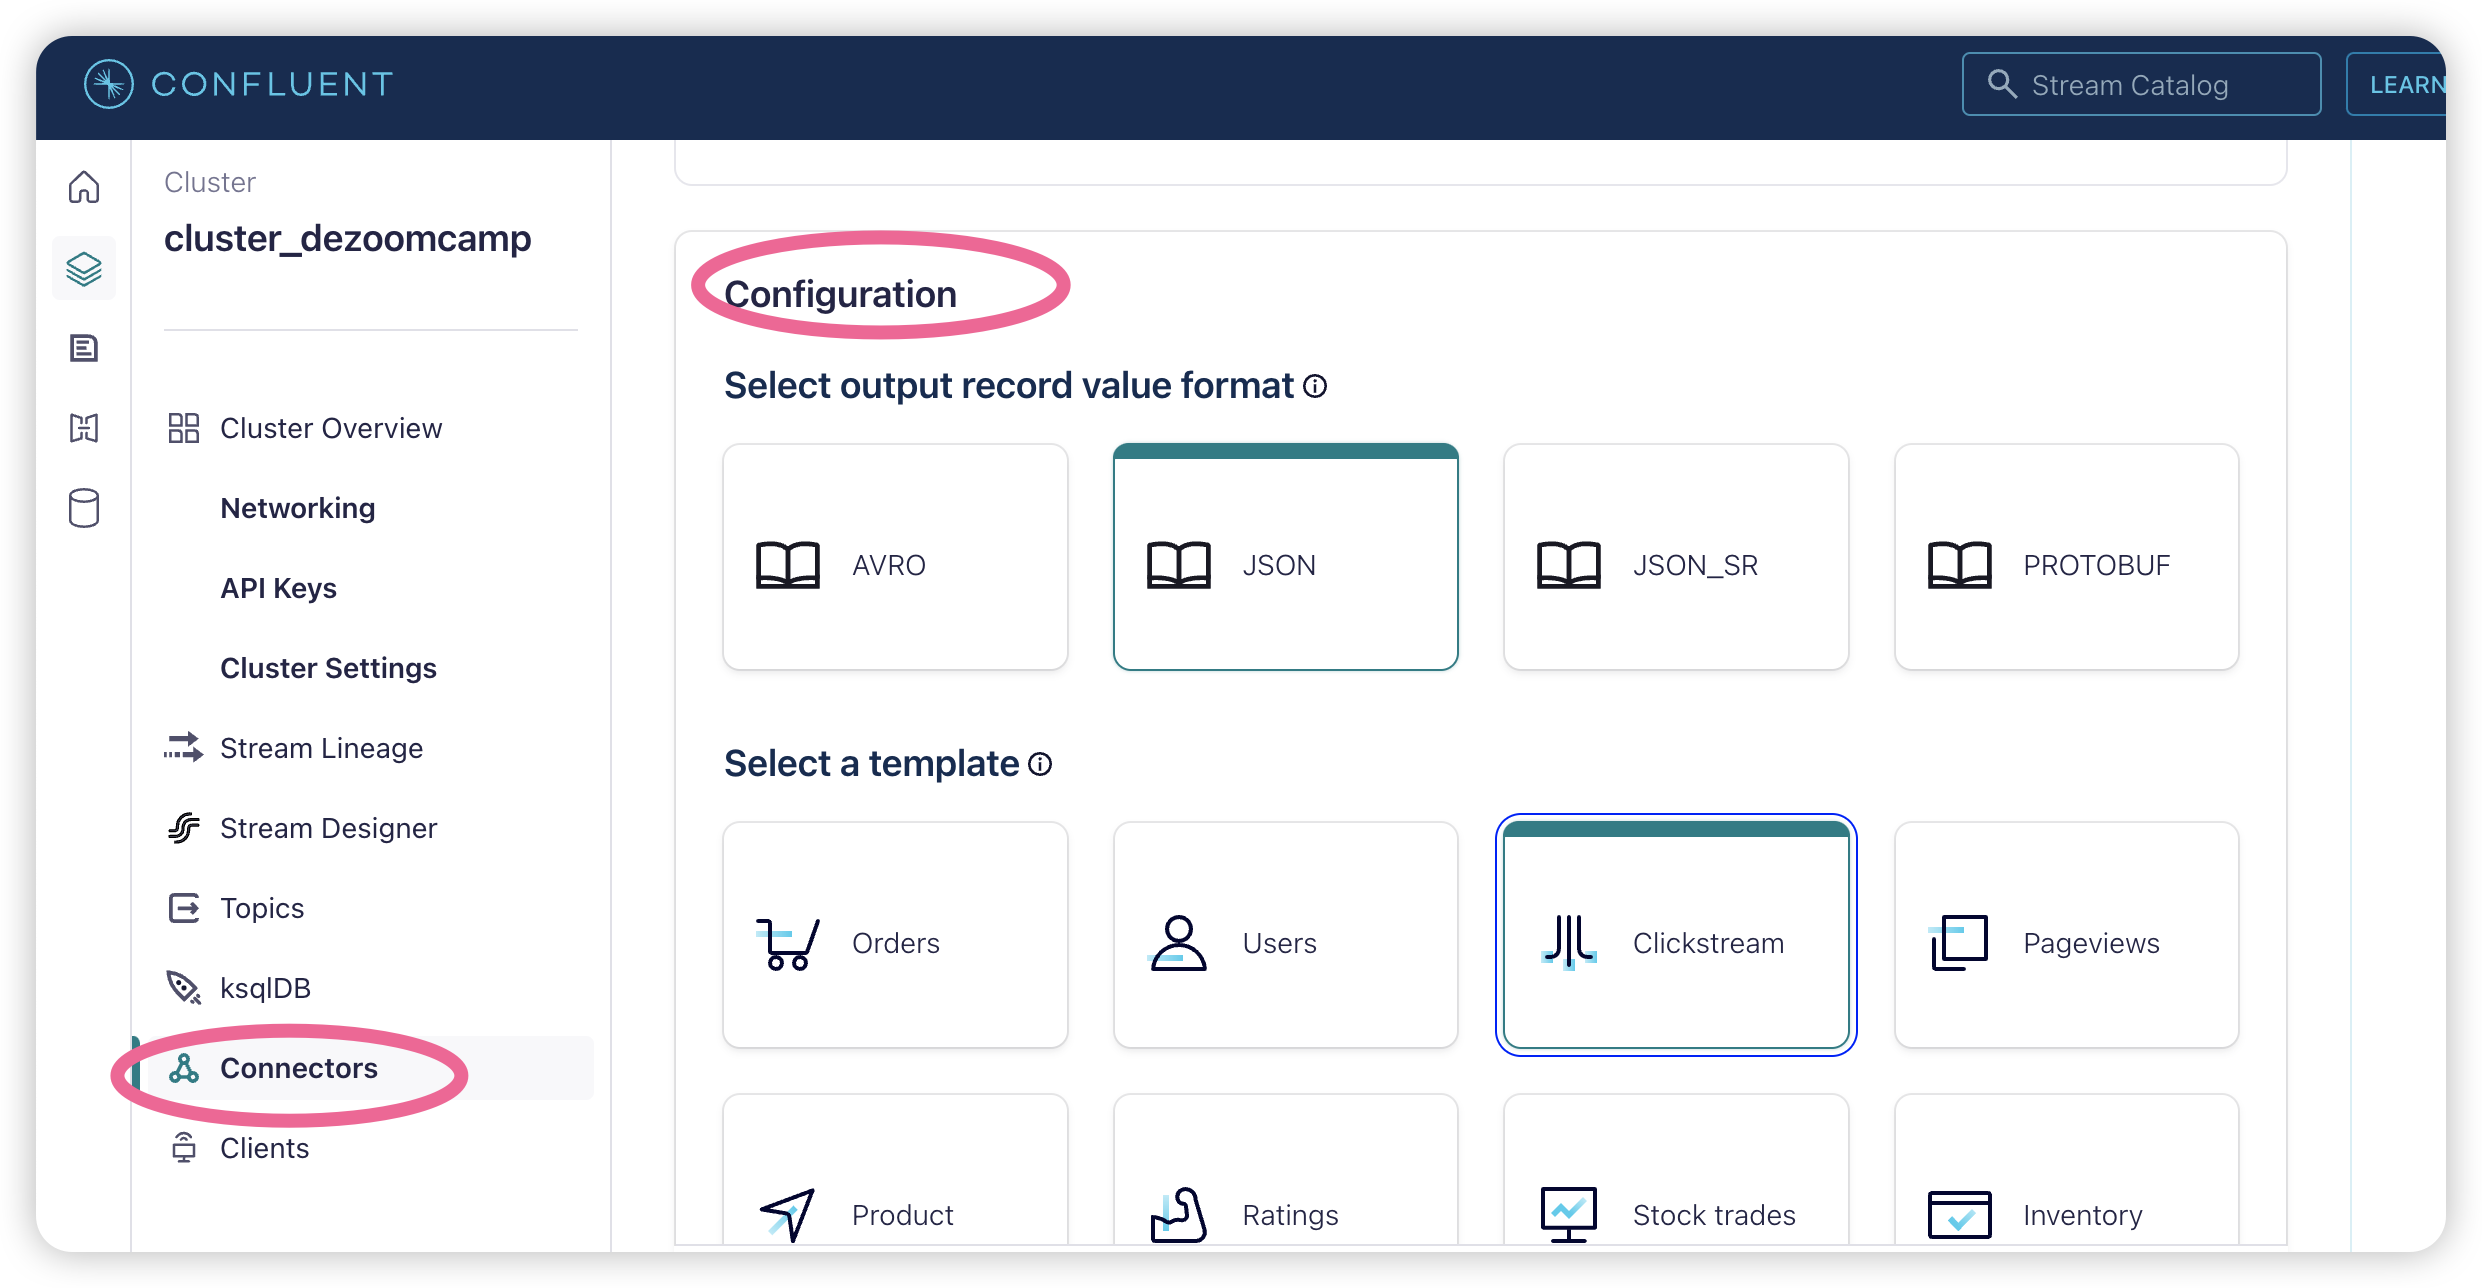 CONFLUENT
Stream Catalog
LEARN
Cluster
cluster_dezoomcamp
Cluster Overview
Networking
API Keys
Cluster Settings
Stream Lineage
Stream Designer
Topics
ksqlDB
Connectors
Clients
Configuration
Select output record value format
AVRO
JSON
JSON_SR
PROTOBUF
Select a template
Orders
Users
Clickstream
Pageviews
Product
Ratings
Stock trades
Inventory